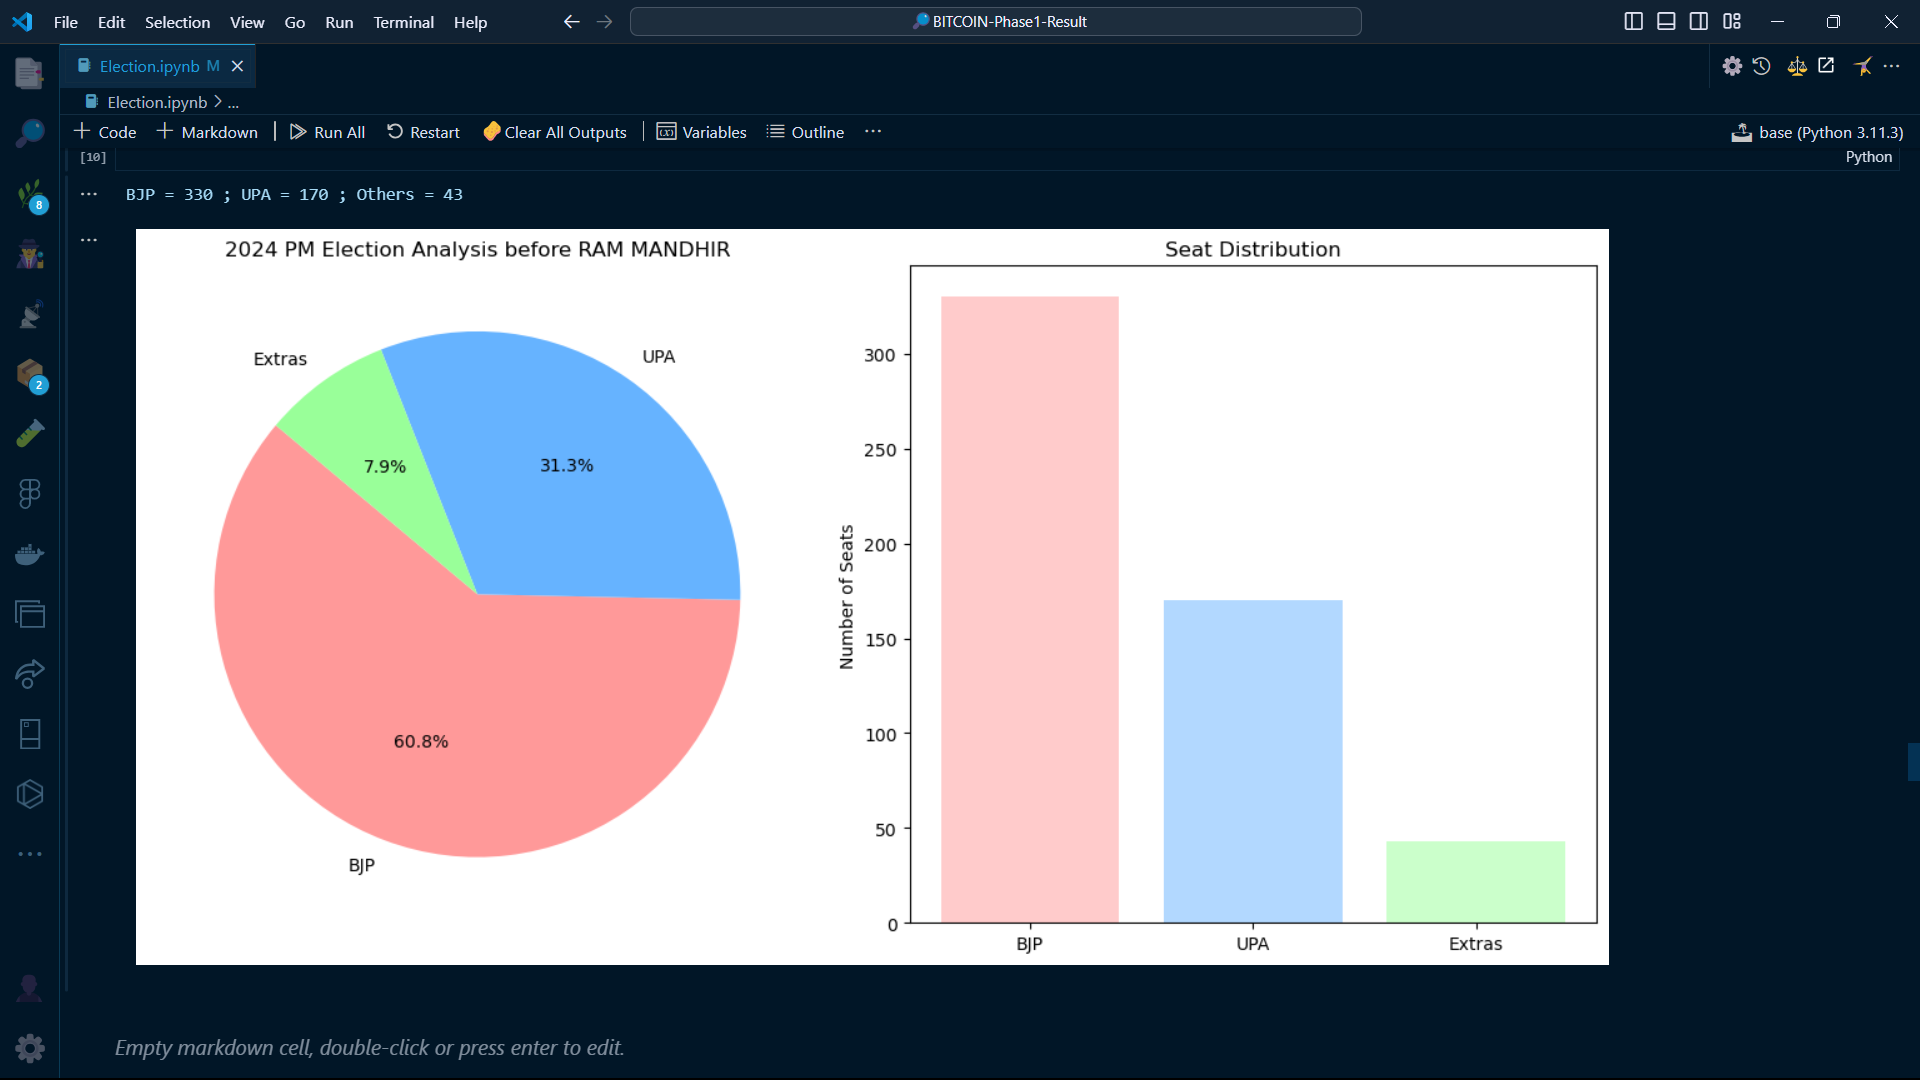 File Edit Selection View Go Run Terminal Help
BITCOIN-Phase1-Result
Election.ipynb M
Election.ipynb > ...
Code Markdown Run All Restart Clear All Outputs Variables Outline ...
base (Python 3.11.3)
[10]
Python
BJP = 330 ; UPA = 170 ; Others = 43
8
2
2024 PM Election Analysis before RAM MANDHIR
Extras
UPA
7.9%
31.3%
60.8%
BJP
Seat Distribution
Number of Seats
300
250
200
150
100
50
0
BJP UPA Extras
Empty markdown cell, double-click or press enter to edit.